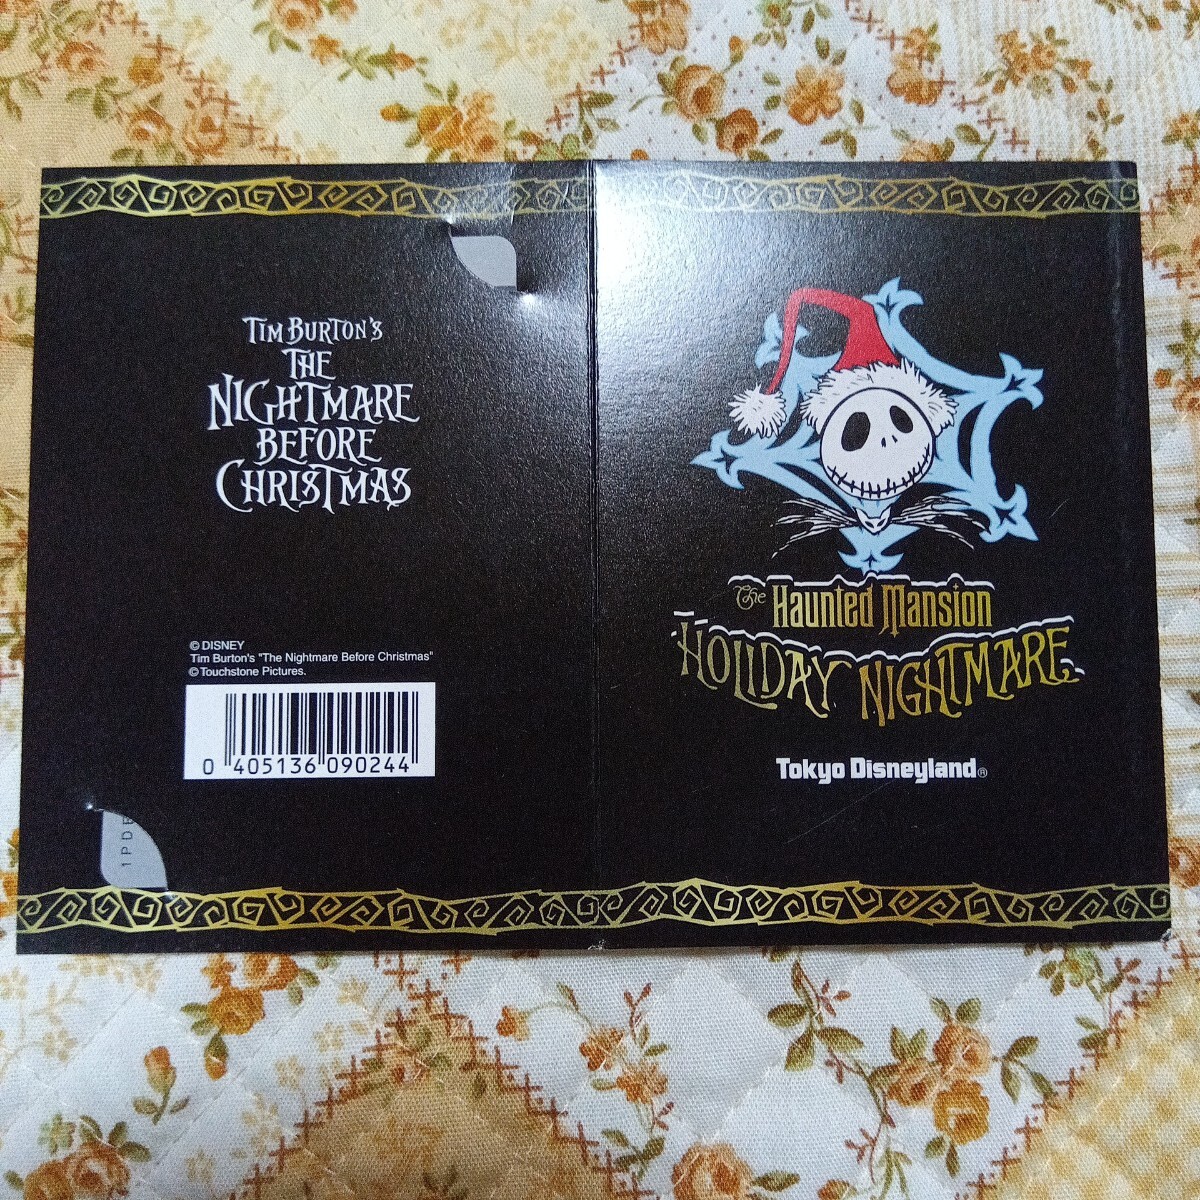 TIM BURTON'S
THE
NIGHTMARE
BEFORE
CHRISTMAS
© DISNEY
Tim Burton's "The Nightmare Before Christmas"
© Touchstone Pictures.
0 405136 090244
1PDE
The Haunted Mansion
HOLIDAY NIGHTMARE
Tokyo Disneyland®